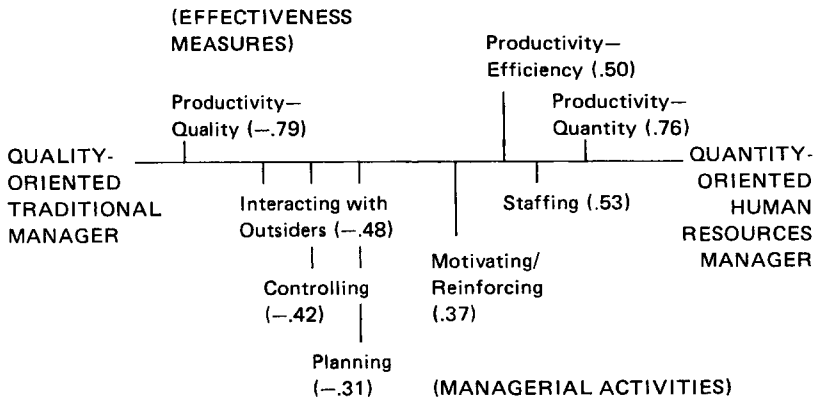 (EFFECTIVENESS
MEASURES)
Productivity—
Efficiency (.50)
Productivity—
Quality (—.79)
Productivity—
Quantity (.76)
QUALITY-
ORIENTED
TRADITIONAL
MANAGER
QUANTITY-
ORIENTED
HUMAN
RESOURCES
MANAGER
Interacting with
Outsiders (—.48)
Staffing (.53)
Controlling
(—.42)
Motivating/
Reinforcing
(.37)
Planning
(—.31)
(MANAGERIAL ACTIVITIES)